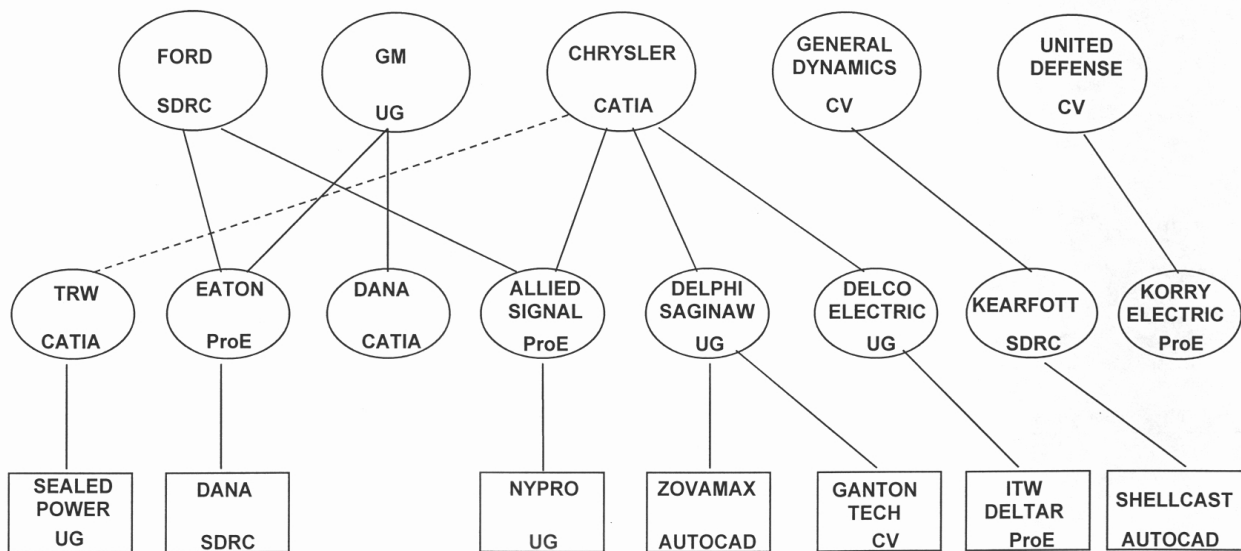 FORD
SDRC
GM
UG
CHRYSLER
CATIA
GENERAL
DYNAMICS
CV
UNITED
DEFENSE
CV
TRW
CATIA
EATON
ProE
DANA
CATIA
ALLIED
SIGNAL
ProE
DELPHI
SAGINAW
UG
DELCO
ELECTRIC
UG
KEARFOTT
SDRC
KORRY
ELECTRIC
ProE
SEALED
POWER
UG
DANA
SDRC
NYPRO
UG
ZOVAMAX
AUTOCAD
GANTON
TECH
CV
ITW
DELTAR
ProE
SHELLCAST
AUTOCAD